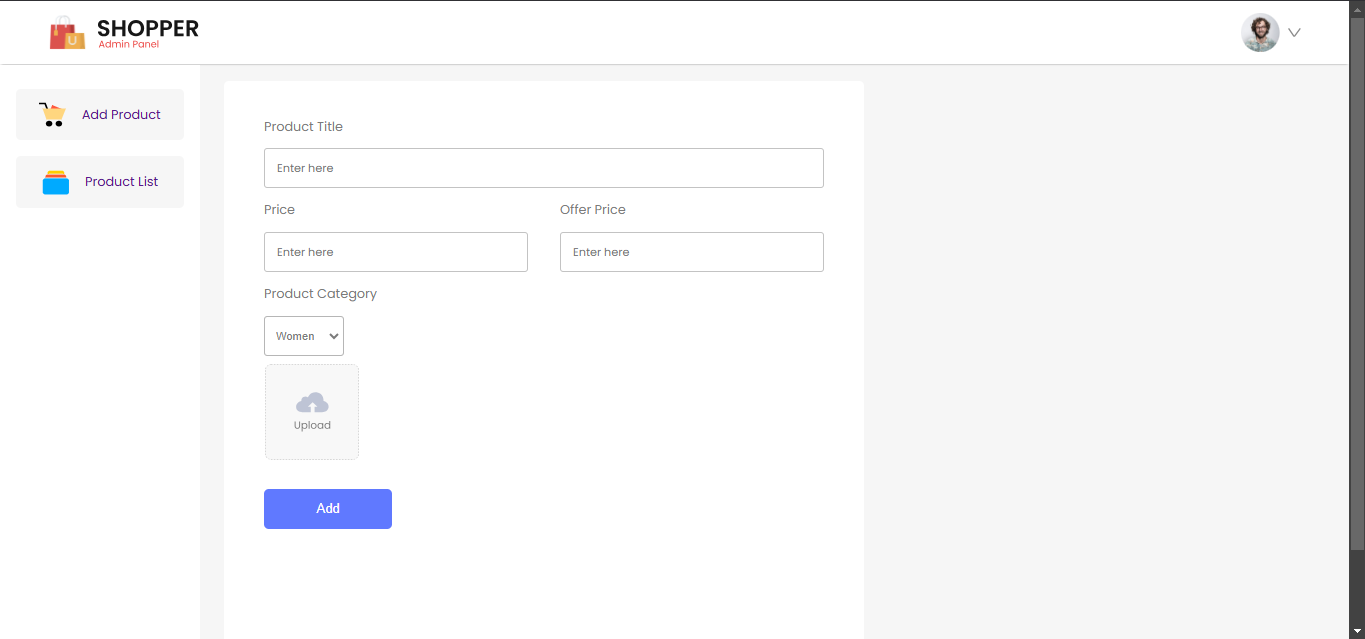 SHOPPER
Admin Panel
Add Product
Product List
Product Title
Enter here
Price
Offer Price
Enter here
Enter here
Product Category
Women
Upload
Add